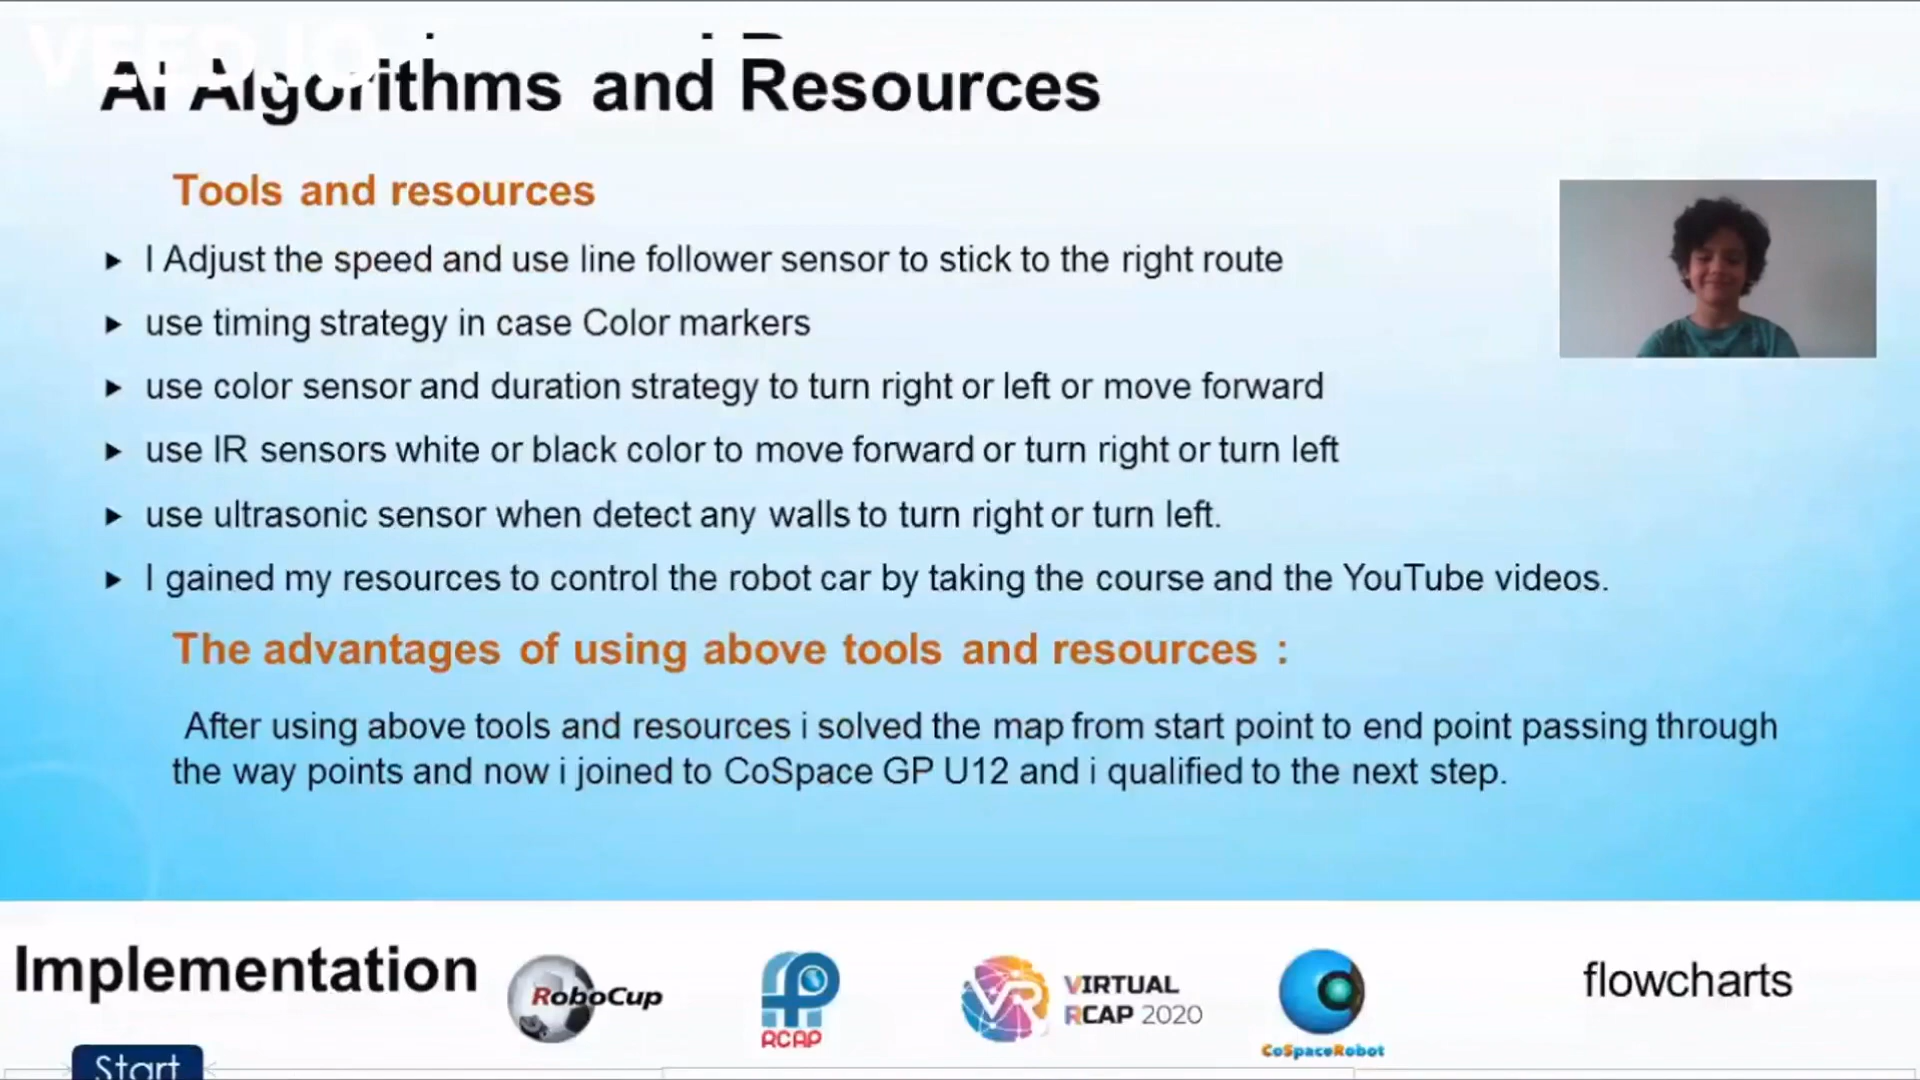 VEED.IO
AI Algorithms and Resources
Tools and resources
I Adjust the speed and use line follower sensor to stick to the right route
use timing strategy in case Color markers
use color sensor and duration strategy to turn right or left or move forward
use IR sensors white or black color to move forward or turn right or turn left
use ultrasonic sensor when detect any walls to turn right or turn left.
I gained my resources to control the robot car by taking the course and the YouTube videos.
The advantages of using above tools and resources :
After using above tools and resources i solved the map from start point to end point passing through
the way points and now i joined to CoSpace GP U12 and i qualified to the next step.
Implementation
RoboCup
RCAP
VR
VIRTUAL
RCAP 2020
CoSpaceRobot
flowcharts
Start